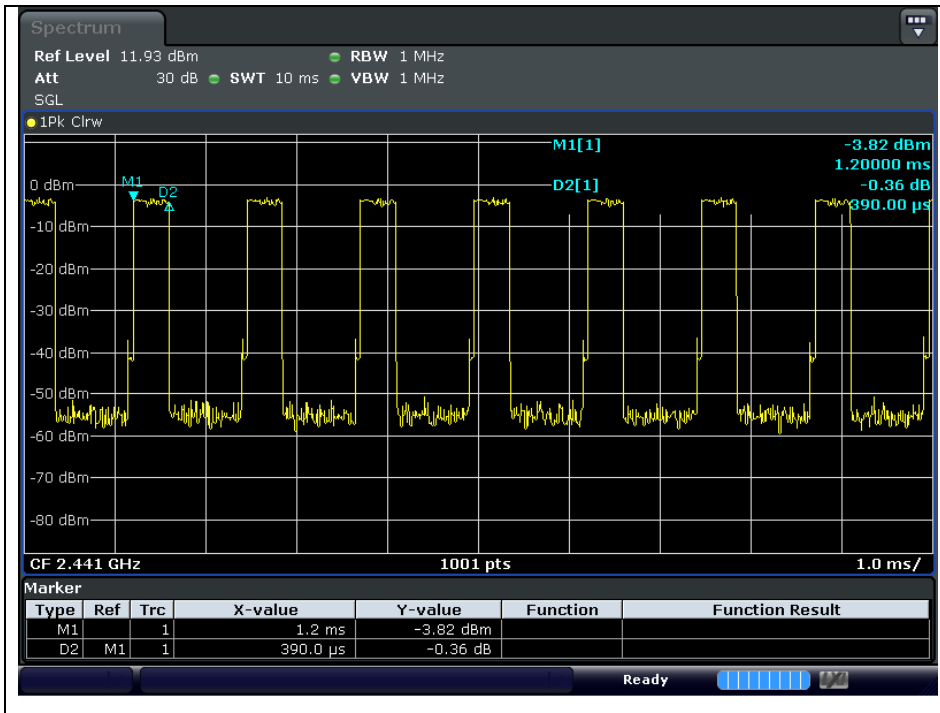 Spectrum
Ref Level 11.93 dBm RBW 1 MHz
Att 30 dB SWT 10 ms VBW 1 MHz
SGL
1Pk Clrw
M1[1] -3.82 dBm
1.20000 ms
D2[1] -0.36 dB
390.00 µs
M1
D2
0 dBm
-10 dBm
-20 dBm
-30 dBm
-40 dBm
-50 dBm
-60 dBm
-70 dBm
-80 dBm
CF 2.441 GHz 1001 pts 1.0 ms/
Marker
Type Ref Trc X-value Y-value Function Function Result
M1 1 1.2 ms -3.82 dBm
D2 M1 1 390.0 µs -0.36 dB
Ready